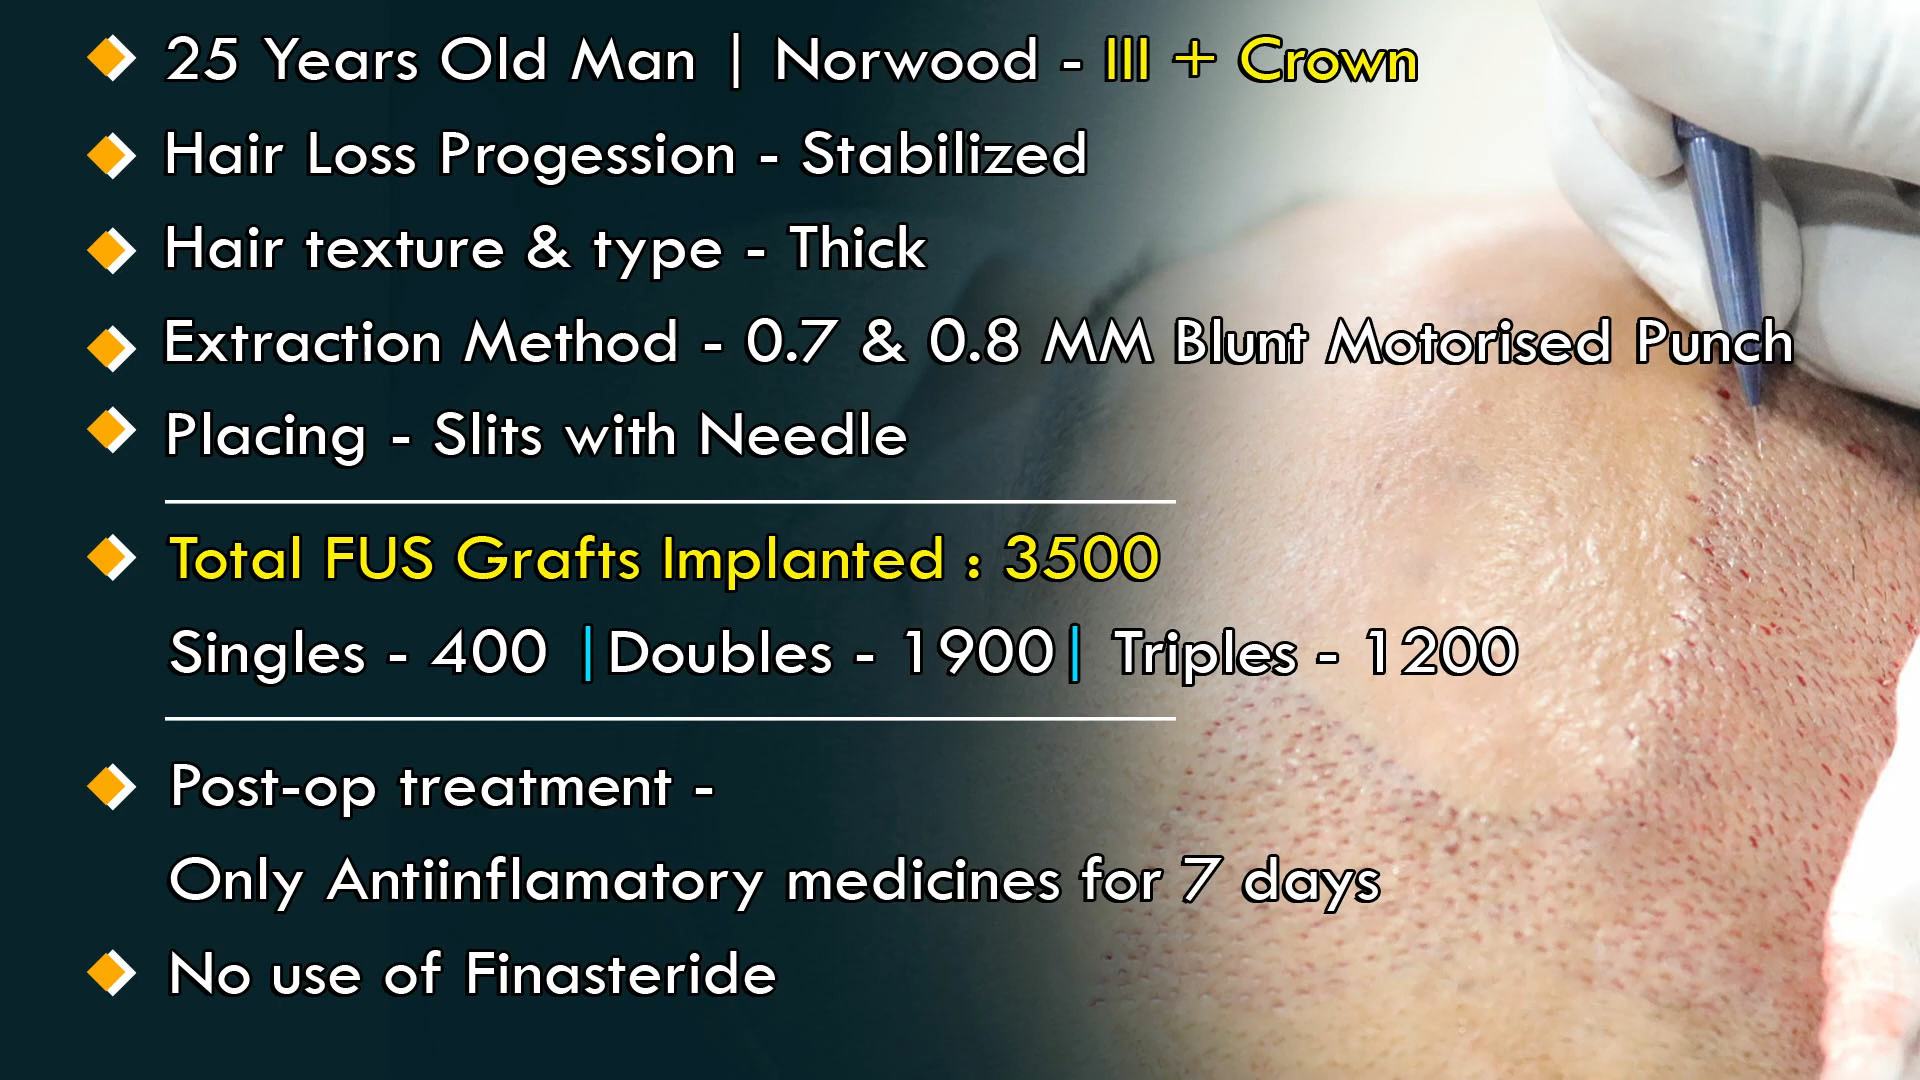 25 Years Old Man | Norwood - III + Crown
Hair Loss Progession - Stabilized
Hair texture & type - Thick
Extraction Method - 0.7 & 0.8 MM Blunt Motorised Punch
Placing - Slits with Needle
Total FUS Grafts Implanted : 3500
Singles - 400 | Doubles - 1900 | Triples - 1200
Post-op treatment -
Only Antiinflamatory medicines for 7 days
No use of Finasteride